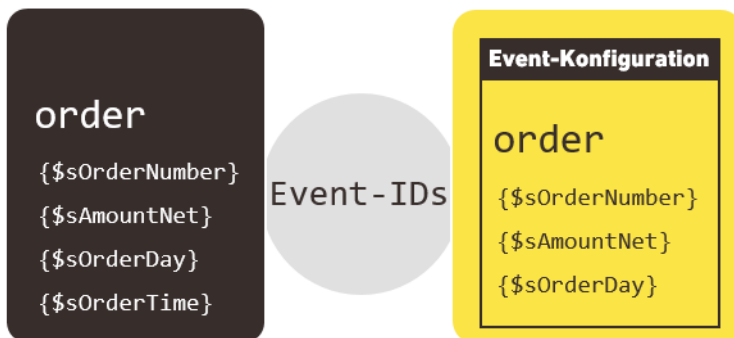 order
{$sOrderNumber}
{$sAmountNet}
{$sOrderDay}
{$sOrderTime}
Event-IDs
Event-Konfiguration
order
{$sOrderNumber}
{$sAmountNet}
{$sOrderDay}